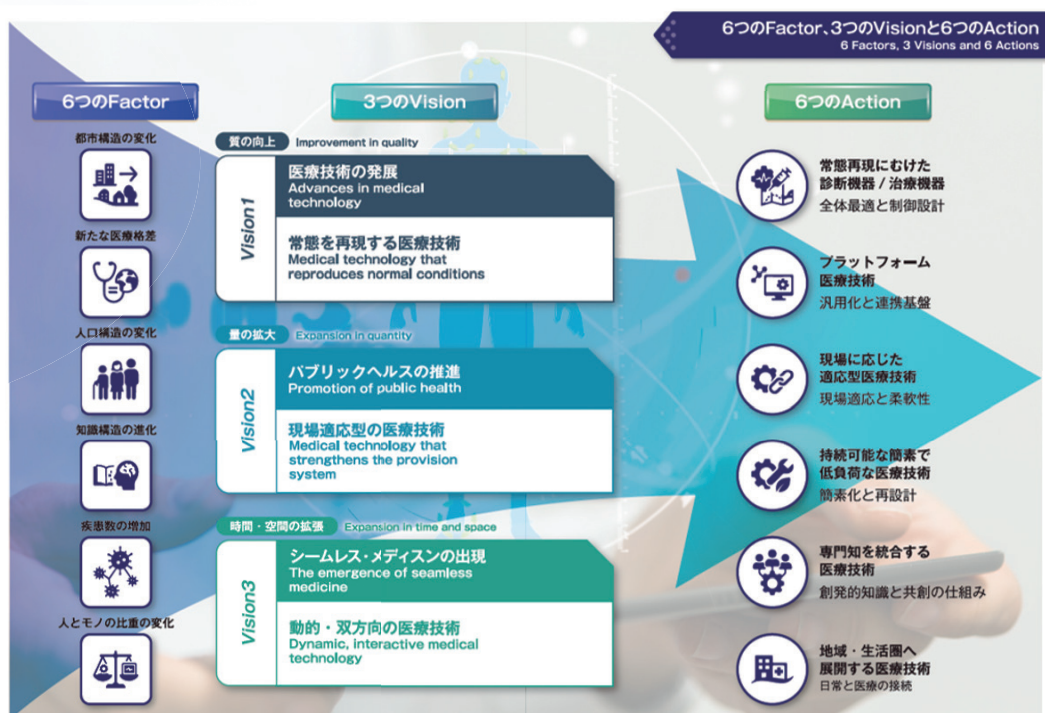 6つのFactor、3つのVisionと6つのAction
6 Factors, 3 Visions and 6 Actions
6つのFactor
都市構造の変化
新たな医療格差
人口構造の変化
知識構造の進化
疾患数の増加
人とモノの比重の変化
3つのVision
質の向上 Improvement in quality
Vision1
医療技術の発展
Advances in medical
technology
常態を再現する医療技術
Medical technology that
reproduces normal conditions
量の拡大 Expansion in quantity
Vision2
パブリックヘルスの推進
Promotion of public health
現場適応型の医療技術
Medical technology that
strengthens the provision
system
時間・空間の拡張 Expansion in time and space
Vision3
シームレス・メディスンの出現
The emergence of seamless
medicine
動的・双方向の医療技術
Dynamic, interactive medical
technology
6つのAction
常態再現にむけた
診断機器 / 治療機器
全体最適と制御設計
プラットフォーム
医療技術
汎用化と連携基盤
現場に応じた
適応型医療技術
現場適応と柔軟性
持続可能な簡素で
低負荷な医療技術
簡素化と再設計
専門知を統合する
医療技術
創発的知識と共創の仕組み
地域・生活圏へ
展開する医療技術
日常と医療の接続